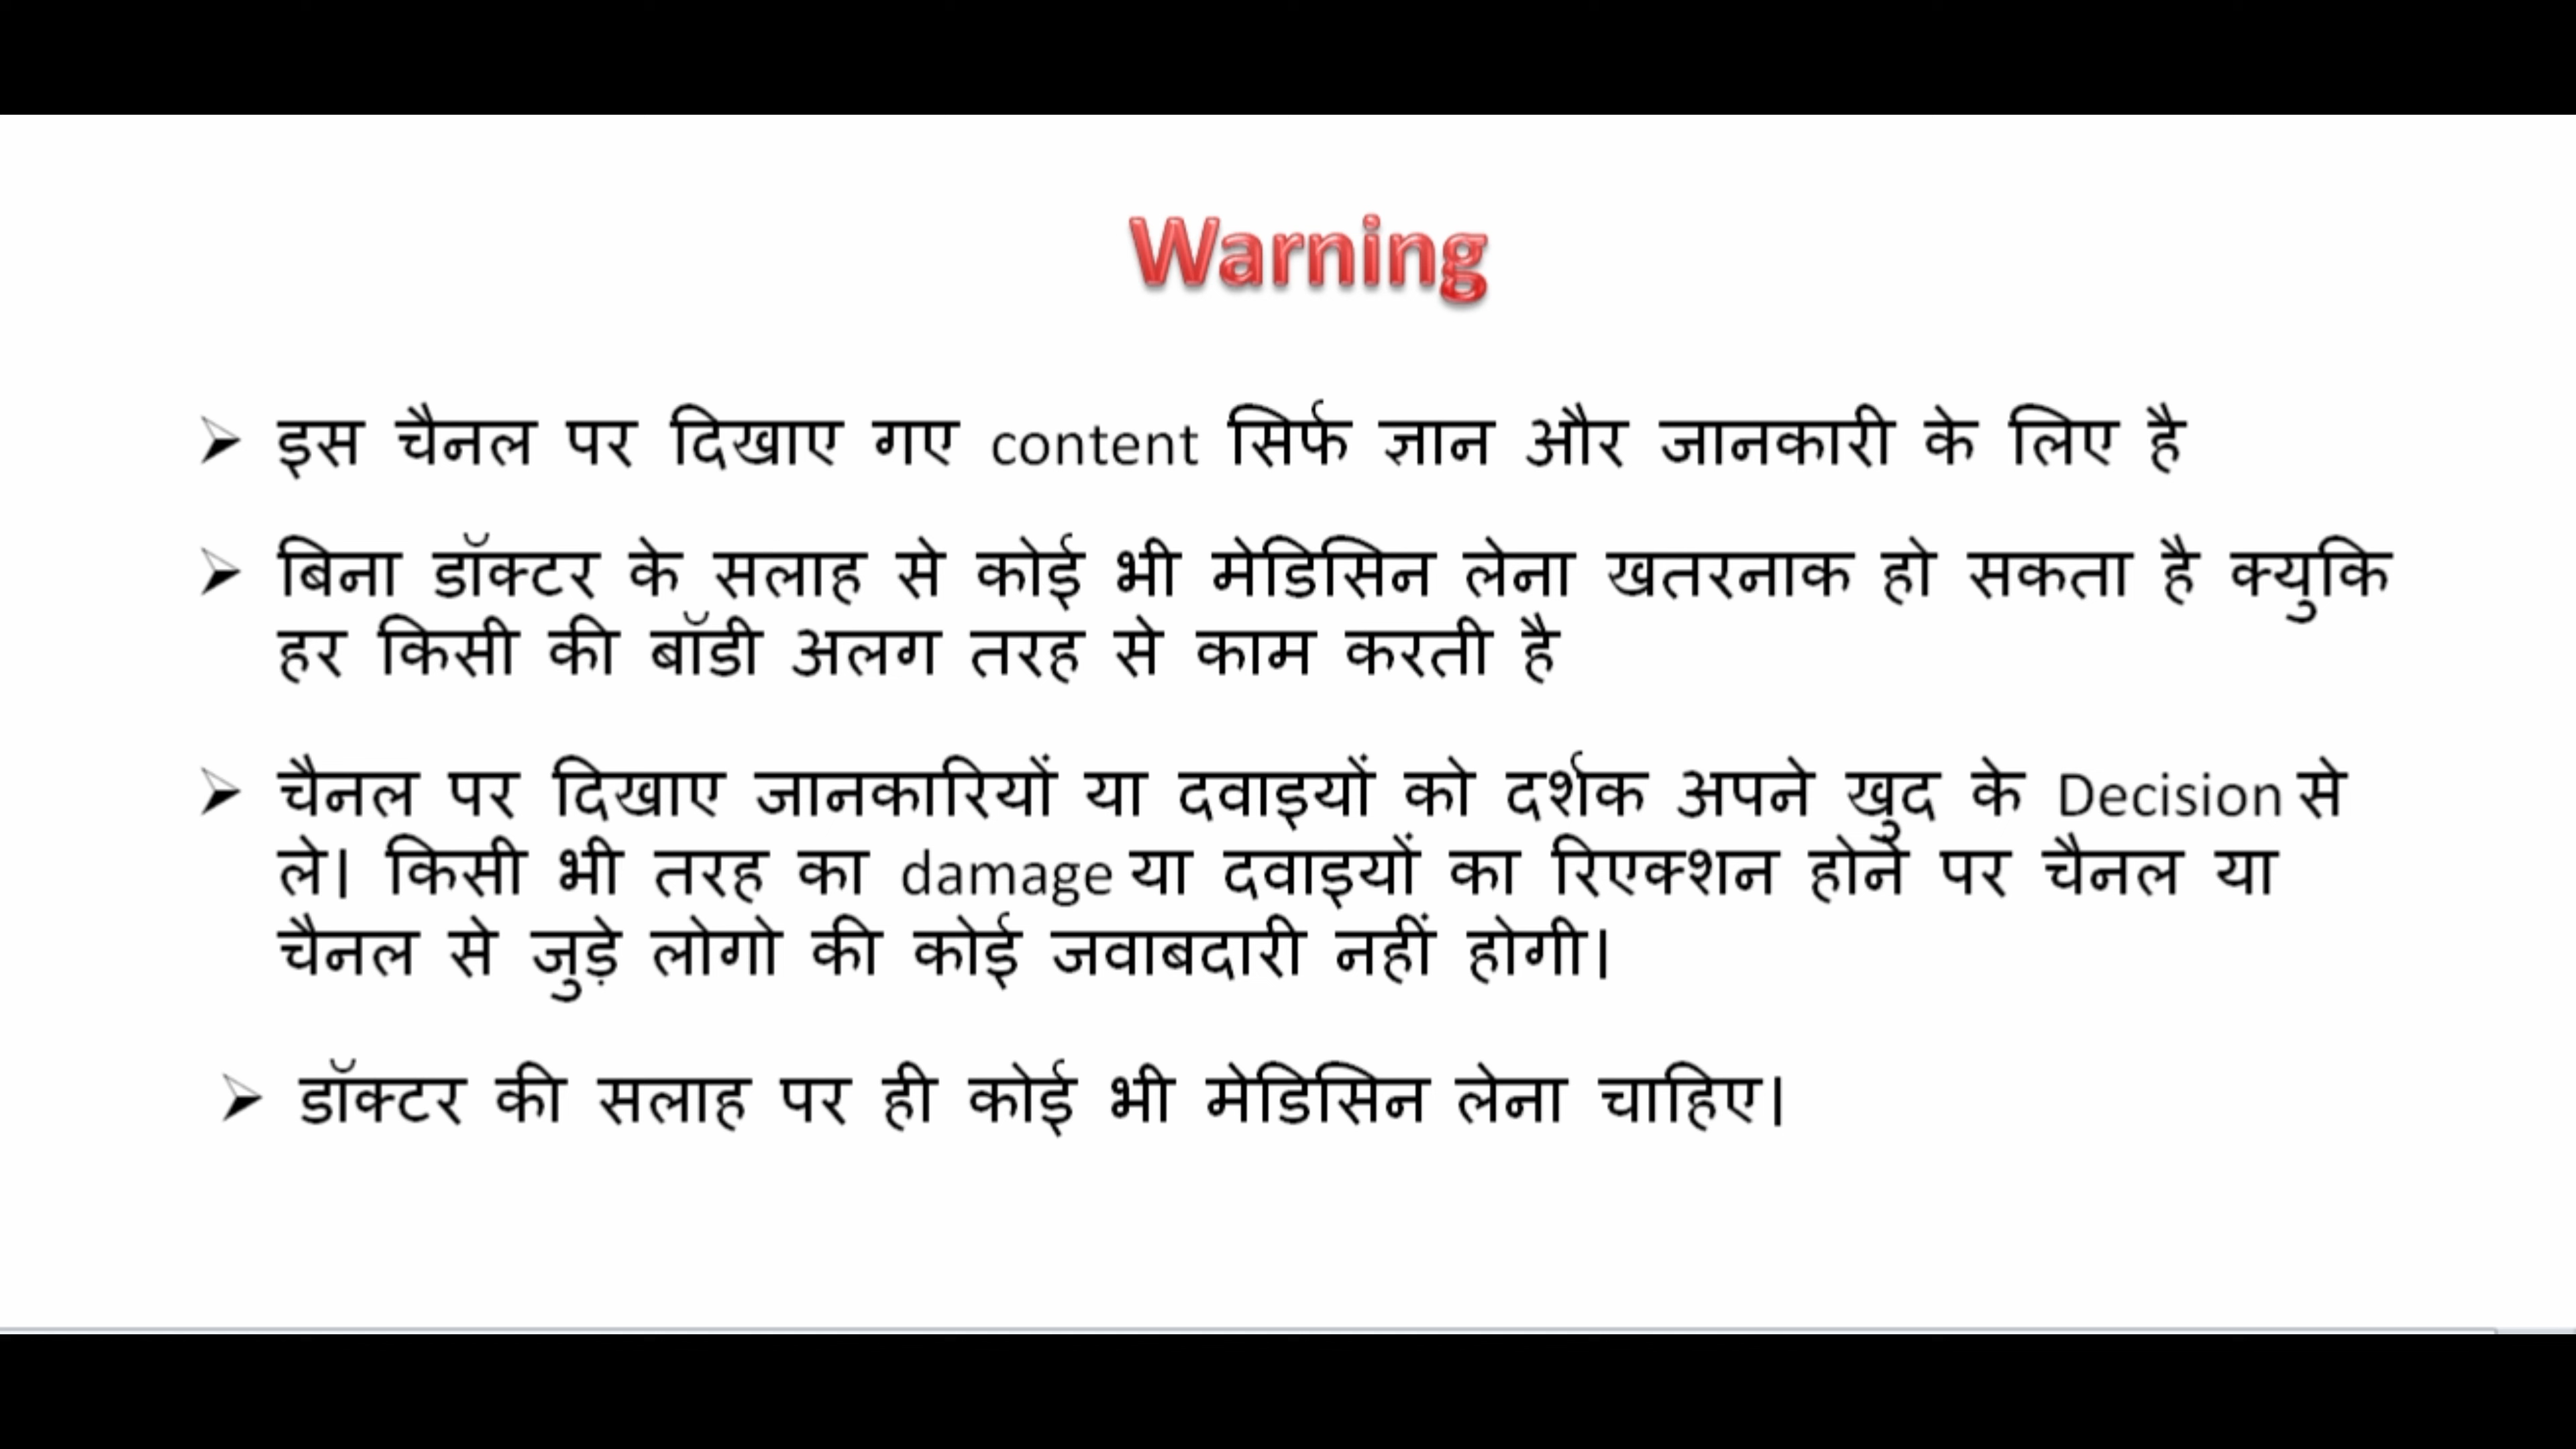 Warning
➢ इस चैनल पर दिखाए गए content सिर्फ ज्ञान और जानकारी के लिए है
➢ बिना डॉक्टर के सलाह से कोई भी मेडिसिन लेना खतरनाक हो सकता है क्युकि
हर किसी की बॉडी अलग तरह से काम करती है
➢ चैनल पर दिखाए जानकारियों या दवाइयों को दर्शक अपने खुद के Decision से
ले। किसी भी तरह का damage या दवाइयों का रिएक्शन होने पर चैनल या
चैनल से जुड़े लोगो की कोई जवाबदारी नहीं होगी।
➢ डॉक्टर की सलाह पर ही कोई भी मेडिसिन लेना चाहिए।